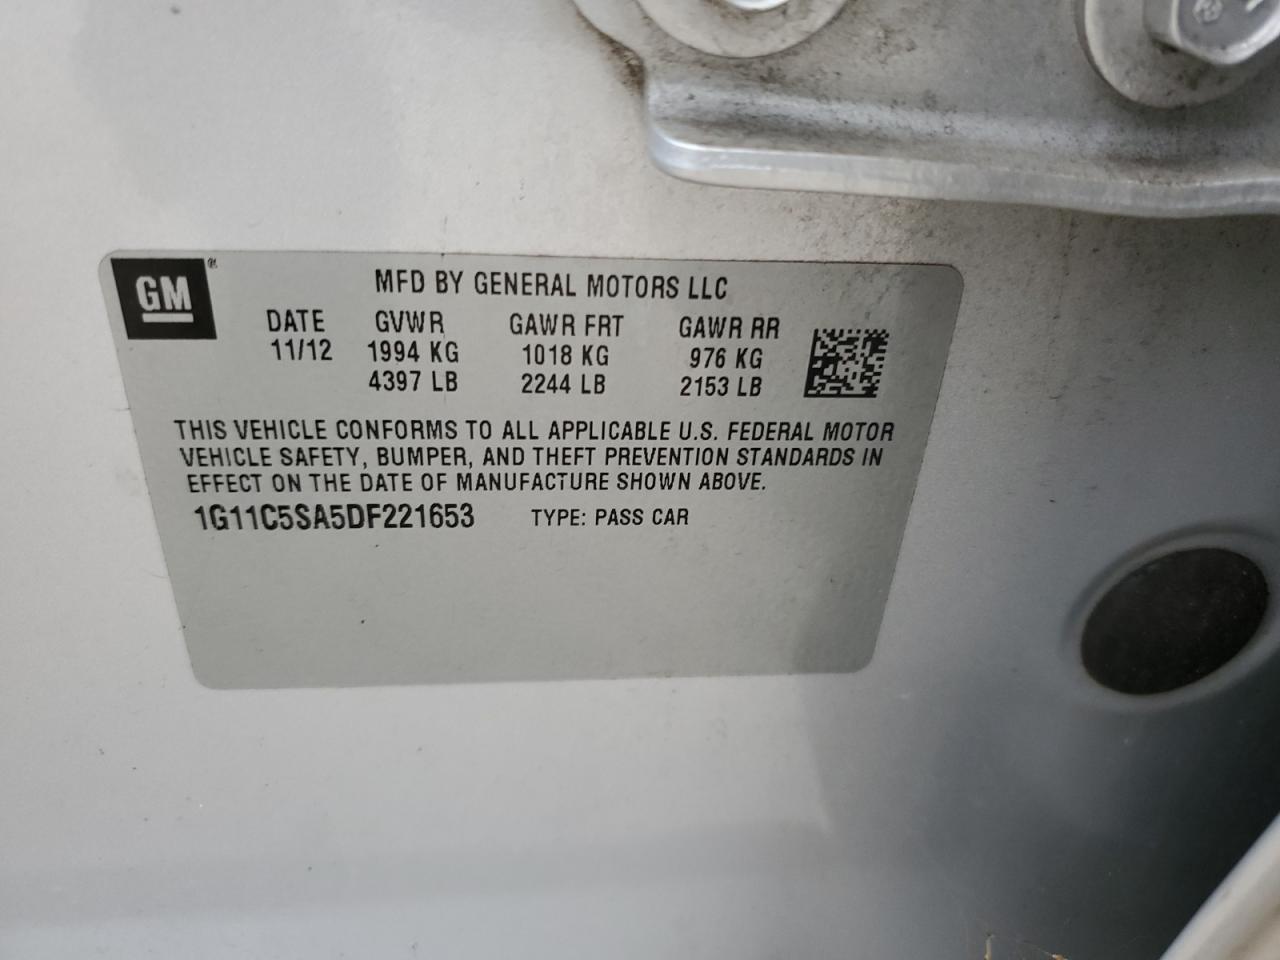 GM®
MFD BY GENERAL MOTORS LLC
DATE GVWR GAWR FRT GAWR RR
11/12 1994 KG 1018 KG 976 KG
4397 LB 2244 LB 2153 LB
THIS VEHICLE CONFORMS TO ALL APPLICABLE U.S. FEDERAL MOTOR
VEHICLE SAFETY, BUMPER, AND THEFT PREVENTION STANDARDS IN
EFFECT ON THE DATE OF MANUFACTURE SHOWN ABOVE.
1G11C5SA5DF221653 TYPE: PASS CAR